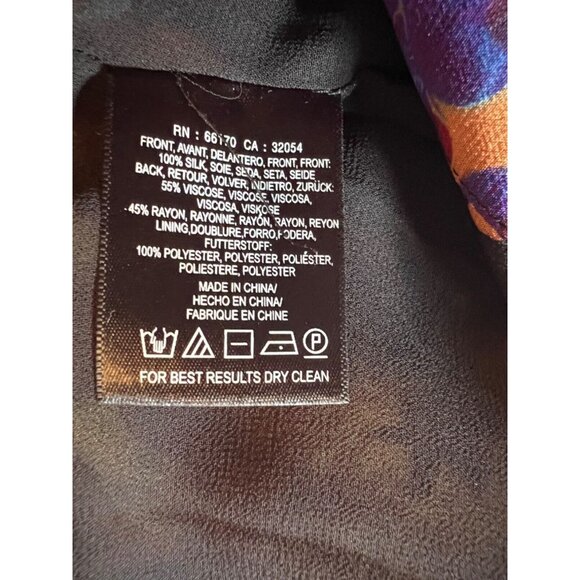 RN : 66170 CA : 32054
FRONT, AVANT, DELANTERO, FRONT, FRONT:
100% SILK, SOIE, SEDA, SETA, SEIDE
BACK, RETOUR, VOLVER, INDIETRO, ZURÜCK:
55% VISCOSE, VISCOSE, VISCOSA,
VISCOSA, VISKOSE
45% RAYON, RAYONNE, RAYÓN, RAYON, REYON
LINING,DOUBLURE,FORRO,FODERA,
FUTTERSTOFF:
100% POLYESTER, POLYESTER, POLIÉSTER,
POLIESTERE, POLYESTER
MADE IN CHINA/
HECHO EN CHINA/
FABRIQUE EN CHINE
P
FOR BEST RESULTS DRY CLEAN